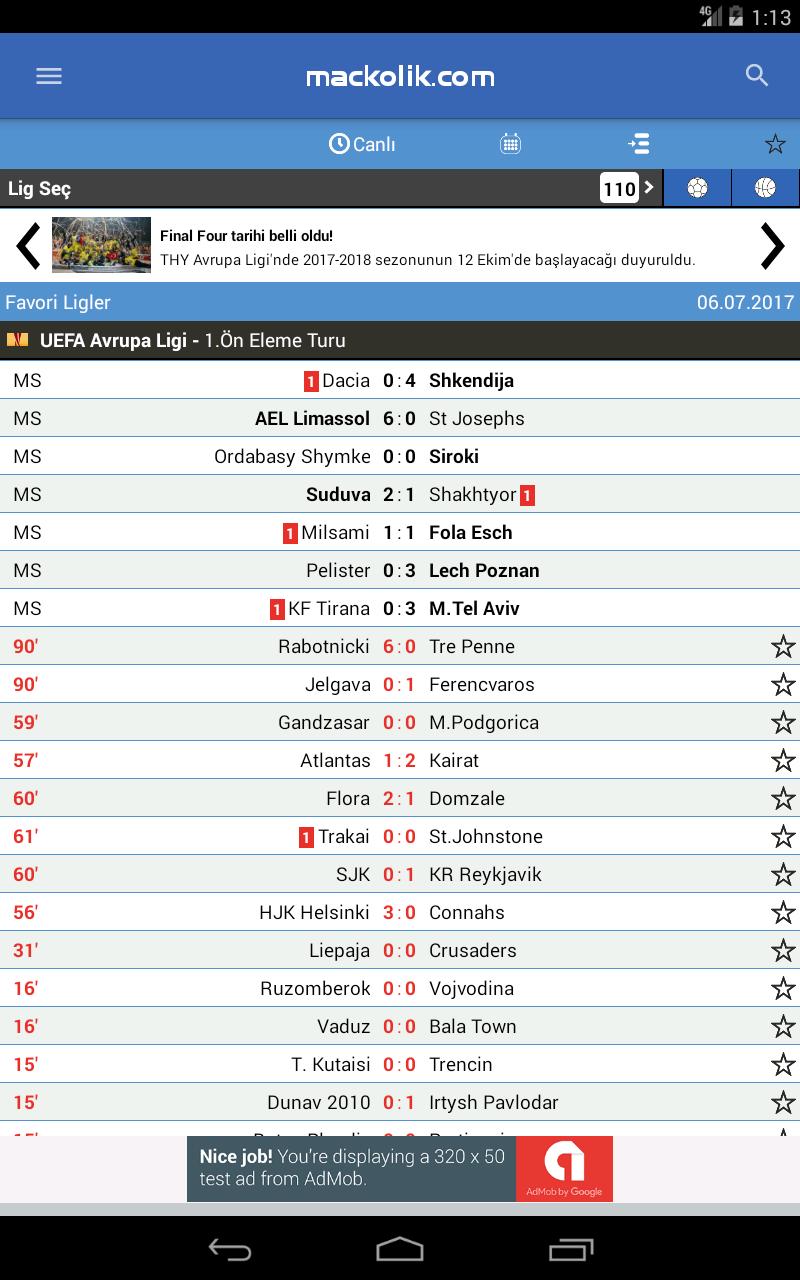 4G 1:13
mackolik.com
Canlı
Lig Seç 110
Final Four tarihi belli oldu!
THY Avrupa Ligi'nde 2017-2018 sezonunun 12 Ekim'de başlayacağı duyuruldu.
Favori Ligler 06.07.2017
UEFA Avrupa Ligi - 1.Ön Eleme Turu
MS 1 Dacia 0 : 4 Shkendija
MS AEL Limassol 6 : 0 St Josephs
MS Ordabasy Shymke 0 : 0 Siroki
MS Suduva 2 : 1 Shakhtyor 1
MS 1 Milsami 1 : 1 Fola Esch
MS Pelister 0 : 3 Lech Poznan
MS 1 KF Tirana 0 : 3 M.Tel Aviv
90' Rabotnicki 6 : 0 Tre Penne
90' Jelgava 0 : 1 Ferencvaros
59' Gandzasar 0 : 0 M.Podgorica
57' Atlantas 1 : 2 Kairat
60' Flora 2 : 1 Domzale
61' 1 Trakai 0 : 0 St.Johnstone
60' SJK 0 : 1 KR Reykjavik
56' HJK Helsinki 3 : 0 Connahs
31' Liepaja 0 : 0 Crusaders
16' Ruzomberok 0 : 0 Vojvodina
16' Vaduz 0 : 0 Bala Town
15' T. Kutaisi 0 : 0 Trencin
15' Dunav 2010 0 : 1 Irtysh Pavlodar
Nice job! You're displaying a 320 x 50
test ad from AdMob.
AdMob by Google